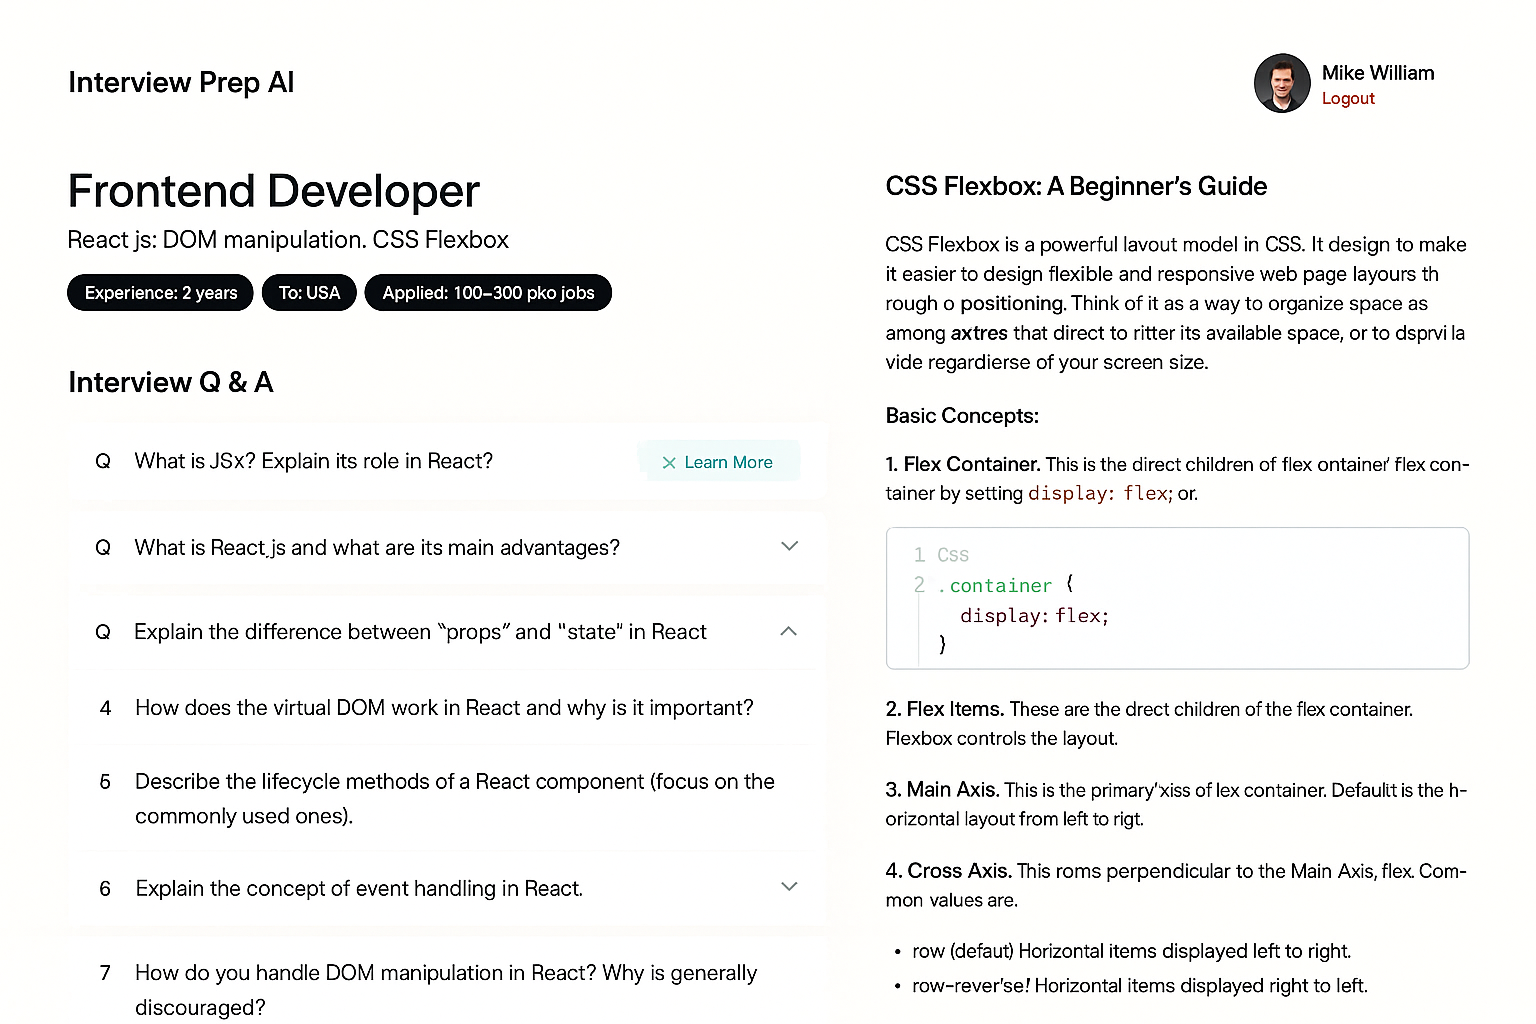 Interview Prep AI
Mike William
Logout
Frontend Developer
React js: DOM manipulation. CSS Flexbox
Experience: 2 years
To: USA
Applied: 100–300 pko jobs
Interview Q & A
Q What is JSx? Explain its role in React?
× Learn More
Q What is React.js and what are its main advantages?
Q Explain the difference between “props” and "state" in React
4 How does the virtual DOM work in React and why is it important?
5 Describe the lifecycle methods of a React component (focus on the
commonly used ones).
6 Explain the concept of event handling in React.
7 How do you handle DOM manipulation in React? Why is generally
discouraged?
CSS Flexbox: A Beginner's Guide
CSS Flexbox is a powerful lavout model in CSS. It design to make
it easier to design flexible and responsive web page layours th
rough o positioning. Think of it as a way to organize space as
among axtres that direct to ritter its available space, or to dsprvi la
vide regardierse of your screen size.
Basic Concepts:
1. Flex Container. This is the direct children of flex ontainer' flex con-
tainer by setting display: flex; or.
1 Css
2 .container {
display: flex;
}
2. Flex Items. These are the drect children of the flex container.
Flexbox controls the layout.
3. Main Axis. This is the primary'xiss of lex container. Defaulit is the h-
orizontal layout from left to rigt.
4. Cross Axis. This roms perpendicular to the Main Axis, flex. Com-
mon values are.
• row (defaut) Horizontal items displayed left to right.
• row-rever'se! Horizontal items displayed right to left.